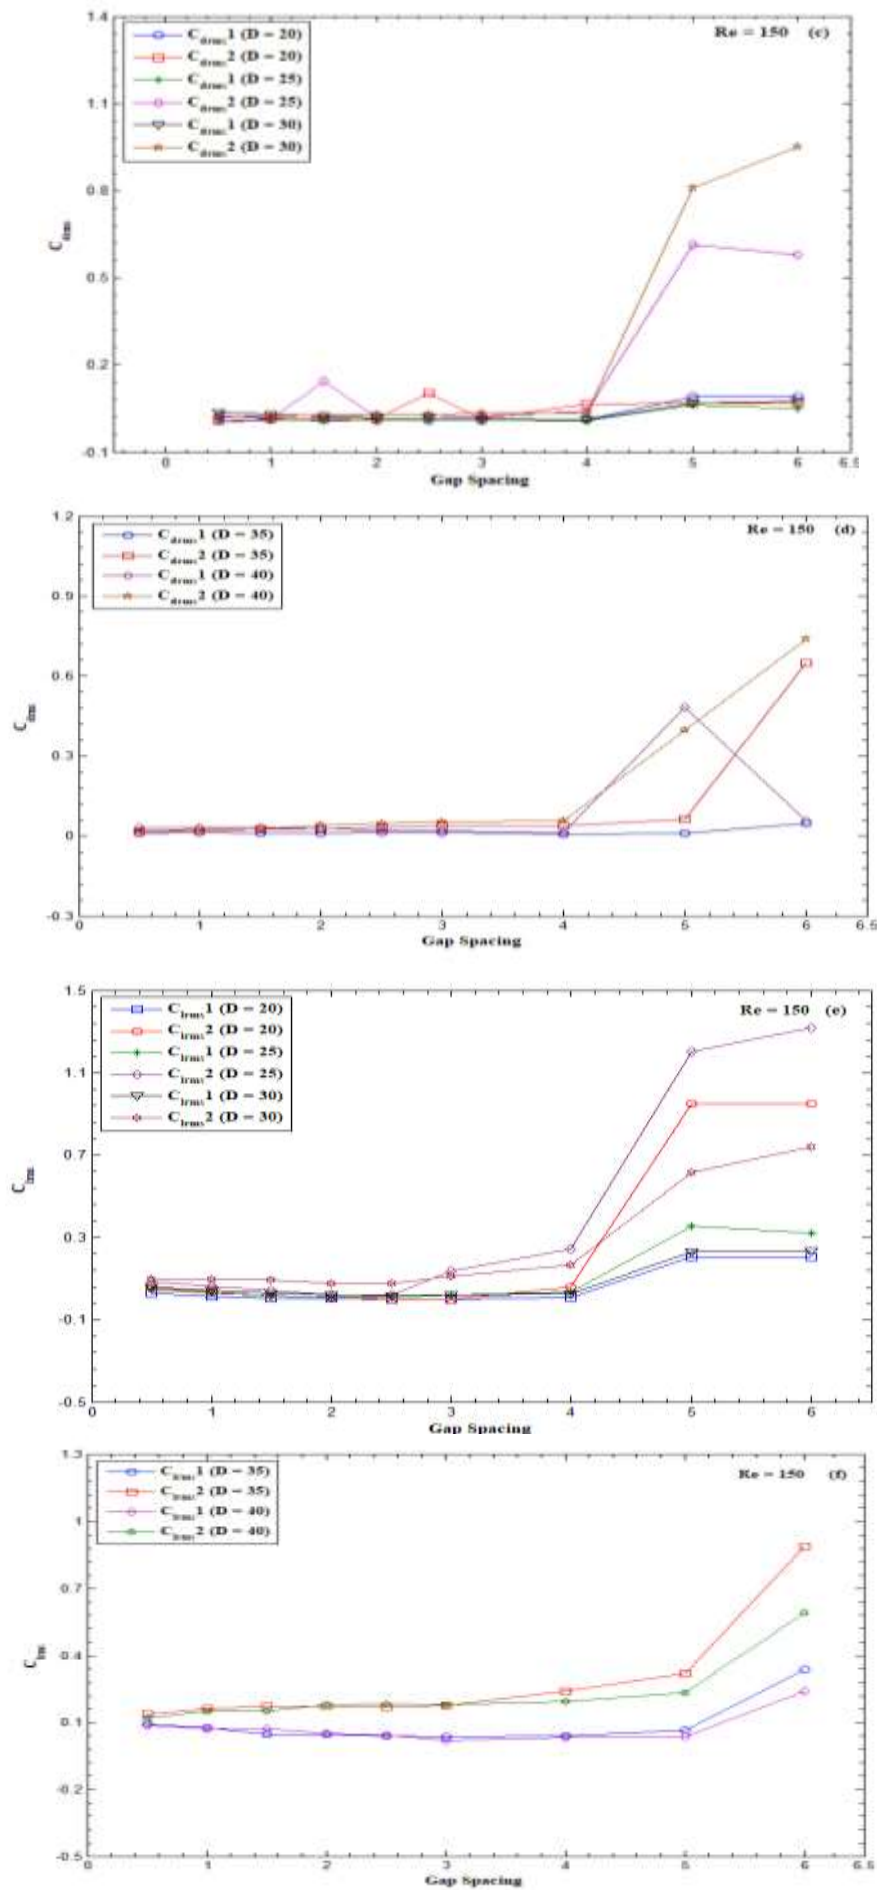 1.4
Re = 150 (c)
Cdrms1 (D = 20)
Cdrms2 (D = 20)
Cdrms1 (D = 25)
Cdrms2 (D = 25)
Cdrms1 (D = 30)
Cdrms2 (D = 30)
1.1
0.8
Cdrms
0.5
0.2
-0.1
0 1 2 3 4 5 6 6.5
Gap Spacing
1.2
Re = 150 (d)
Cdrms1 (D = 35)
Cdrms2 (D = 35)
Cdrms1 (D = 40)
Cdrms2 (D = 40)
0.9
0.6
Cdrms
0.3
0
-0.3
0 1 2 3 4 5 6
Gap Spacing
1.5
Re = 150 (e)
Clrms1 (D = 20)
Clrms2 (D = 20)
Clrms1 (D = 25)
Clrms2 (D = 25)
Clrms1 (D = 30)
Clrms2 (D = 30)
1.1
0.7
Clrms
0.3
-0.1
-0.5
0 1 2 3 4 5 6
Gap Spacing
1.3
Re = 150 (f)
Clrms1 (D = 35)
Clrms2 (D = 35)
Clrms1 (D = 40)
Clrms2 (D = 40)
1
0.7
0.4
Clrms
0.1
-0.2
-0.5
0 1 2 3 4 5 6
Gap Spacing